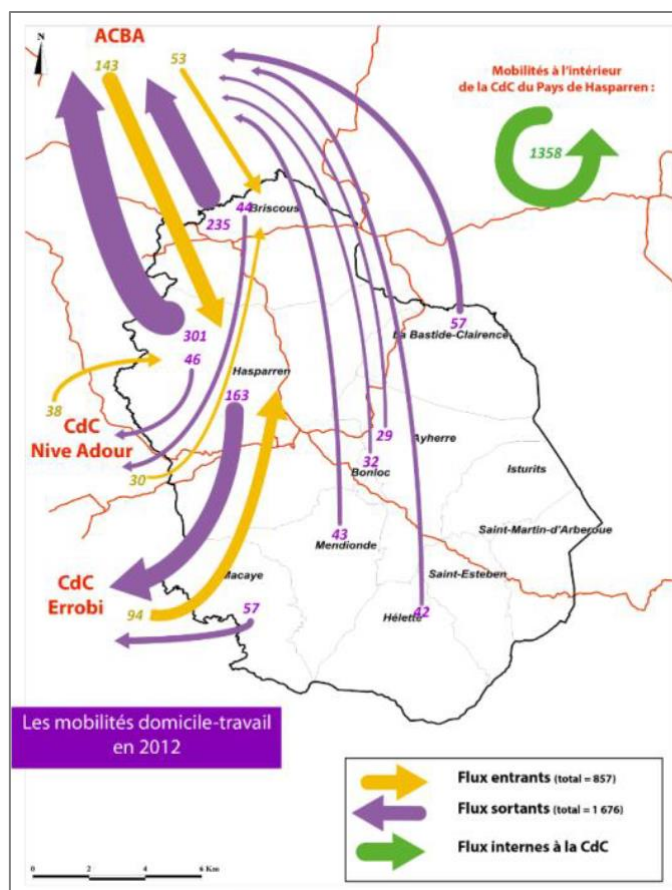 N
ACBA
143
53
Mobilités à l'intérieur
de la CdC du Pays de Hasparren :
1358
44
Briscous
235
57
La Bastide-Clairence
301
46
Hasparren
163
38
CdC
Nive Adour
29
Ayherre
32
Bonloc
30
Isturits
43
Mendionde
Saint-Martin-d'Arberoue
CdC
Errobi
Macaye
Saint-Esteben
94
57
42
Hélette
Les mobilités domicile-travail
en 2012
Flux entrants (total = 857)
Flux sortants (total = 1 676)
Flux internes à la CdC
0 2 4 6 Km